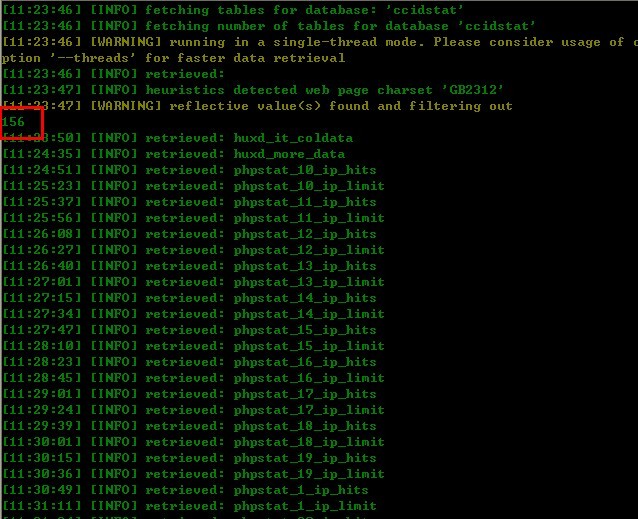 [11:23:46] [INFO] fetching tables for database: 'ccidstat'
[11:23:46] [INFO] fetching number of tables for database 'ccidstat'
[11:23:46] [WARNING] running in a single-thread mode. Please consider usage of o
ption '--threads' for faster data retrieval
[11:23:46] [INFO] retrieved:
[11:23:47] [INFO] heuristics detected web page charset 'GB2312'
[11:23:47] [WARNING] reflective value(s) found and filtering out
156
[11:23:50] [INFO] retrieved: huxd_it_coldata
[11:24:35] [INFO] retrieved: huxd_more_data
[11:24:51] [INFO] retrieved: phpstat_10_ip_hits
[11:25:23] [INFO] retrieved: phpstat_10_ip_limit
[11:25:37] [INFO] retrieved: phpstat_11_ip_hits
[11:25:56] [INFO] retrieved: phpstat_11_ip_limit
[11:26:08] [INFO] retrieved: phpstat_12_ip_hits
[11:26:27] [INFO] retrieved: phpstat_12_ip_limit
[11:26:40] [INFO] retrieved: phpstat_13_ip_hits
[11:27:01] [INFO] retrieved: phpstat_13_ip_limit
[11:27:15] [INFO] retrieved: phpstat_14_ip_hits
[11:27:34] [INFO] retrieved: phpstat_14_ip_limit
[11:27:47] [INFO] retrieved: phpstat_15_ip_hits
[11:28:10] [INFO] retrieved: phpstat_15_ip_limit
[11:28:23] [INFO] retrieved: phpstat_16_ip_hits
[11:28:45] [INFO] retrieved: phpstat_16_ip_limit
[11:29:01] [INFO] retrieved: phpstat_17_ip_hits
[11:29:24] [INFO] retrieved: phpstat_17_ip_limit
[11:29:39] [INFO] retrieved: phpstat_18_ip_hits
[11:30:01] [INFO] retrieved: phpstat_18_ip_limit
[11:30:15] [INFO] retrieved: phpstat_19_ip_hits
[11:30:36] [INFO] retrieved: phpstat_19_ip_limit
[11:30:49] [INFO] retrieved: phpstat_1_ip_hits
[11:31:11] [INFO] retrieved: phpstat_1_ip_limit